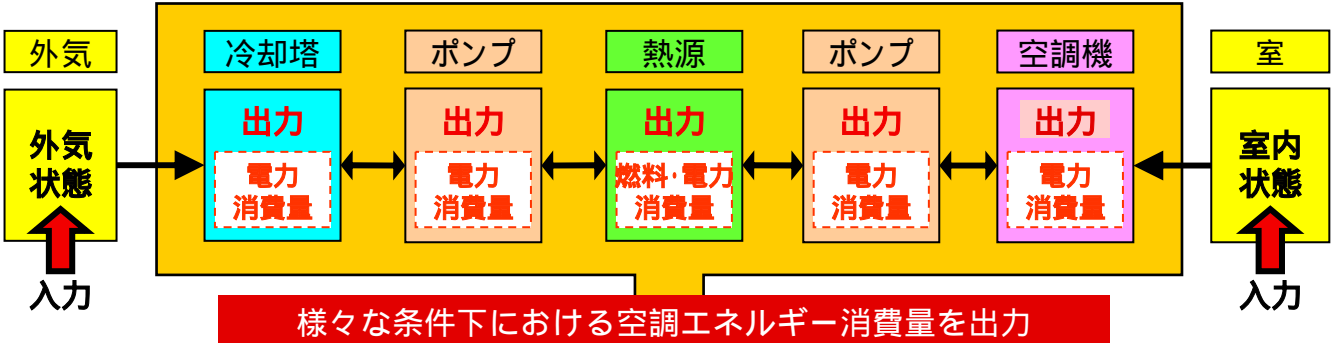 外気
冷却塔
ポンプ
熱源
ポンプ
空調機
室
外気
状態
入力
出力
電力
消費量
出力
電力
消費量
出力
燃料・電力
消費量
出力
電力
消費量
出力
電力
消費量
室内
状態
入力
様々な条件下における空調エネルギー消費量を出力